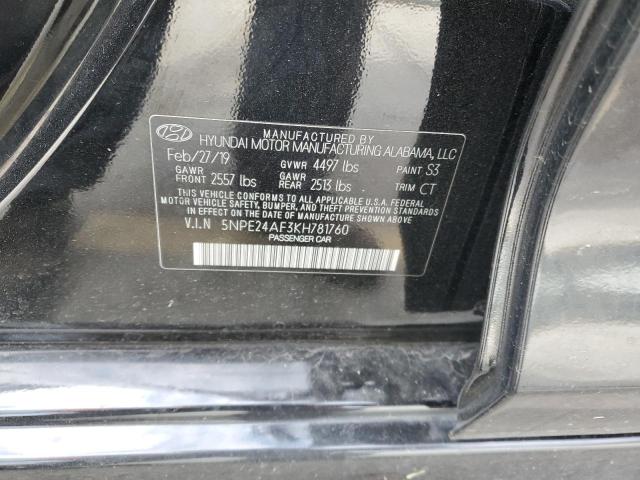 MANUFACTURED BY
HYUNDAI MOTOR MANUFACTURING ALABAMA, LLC
Feb/27/19 GVWR 4497 lbs PAINT S3
GAWR FRONT 2557 lbs GAWR REAR 2513 lbs TRIM CT
THIS VEHICLE CONFORMS TO ALL APPLICABLE U.S.A. FEDERAL
MOTOR VEHICLE SAFETY, BUMPER, AND THEFT PREVENTION STANDARDS
IN EFFECT ON THE DATE OF MANUFACTURE SHOWN ABOVE.
V.I.N 5NPE24AF3KH781760
PASSENGER CAR